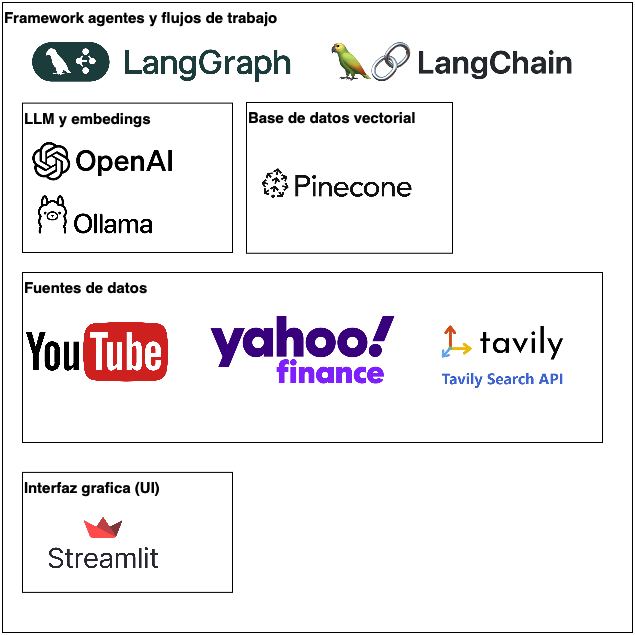 Framework agentes y flujos de trabajo
LangGraph
LangChain
LLM y embedings
OpenAI
Ollama
Base de datos vectorial
Pinecone
Fuentes de datos
YouTube
yahoo!
finance
tavily
Tavily Search API
Interfaz grafica (UI)
Streamlit